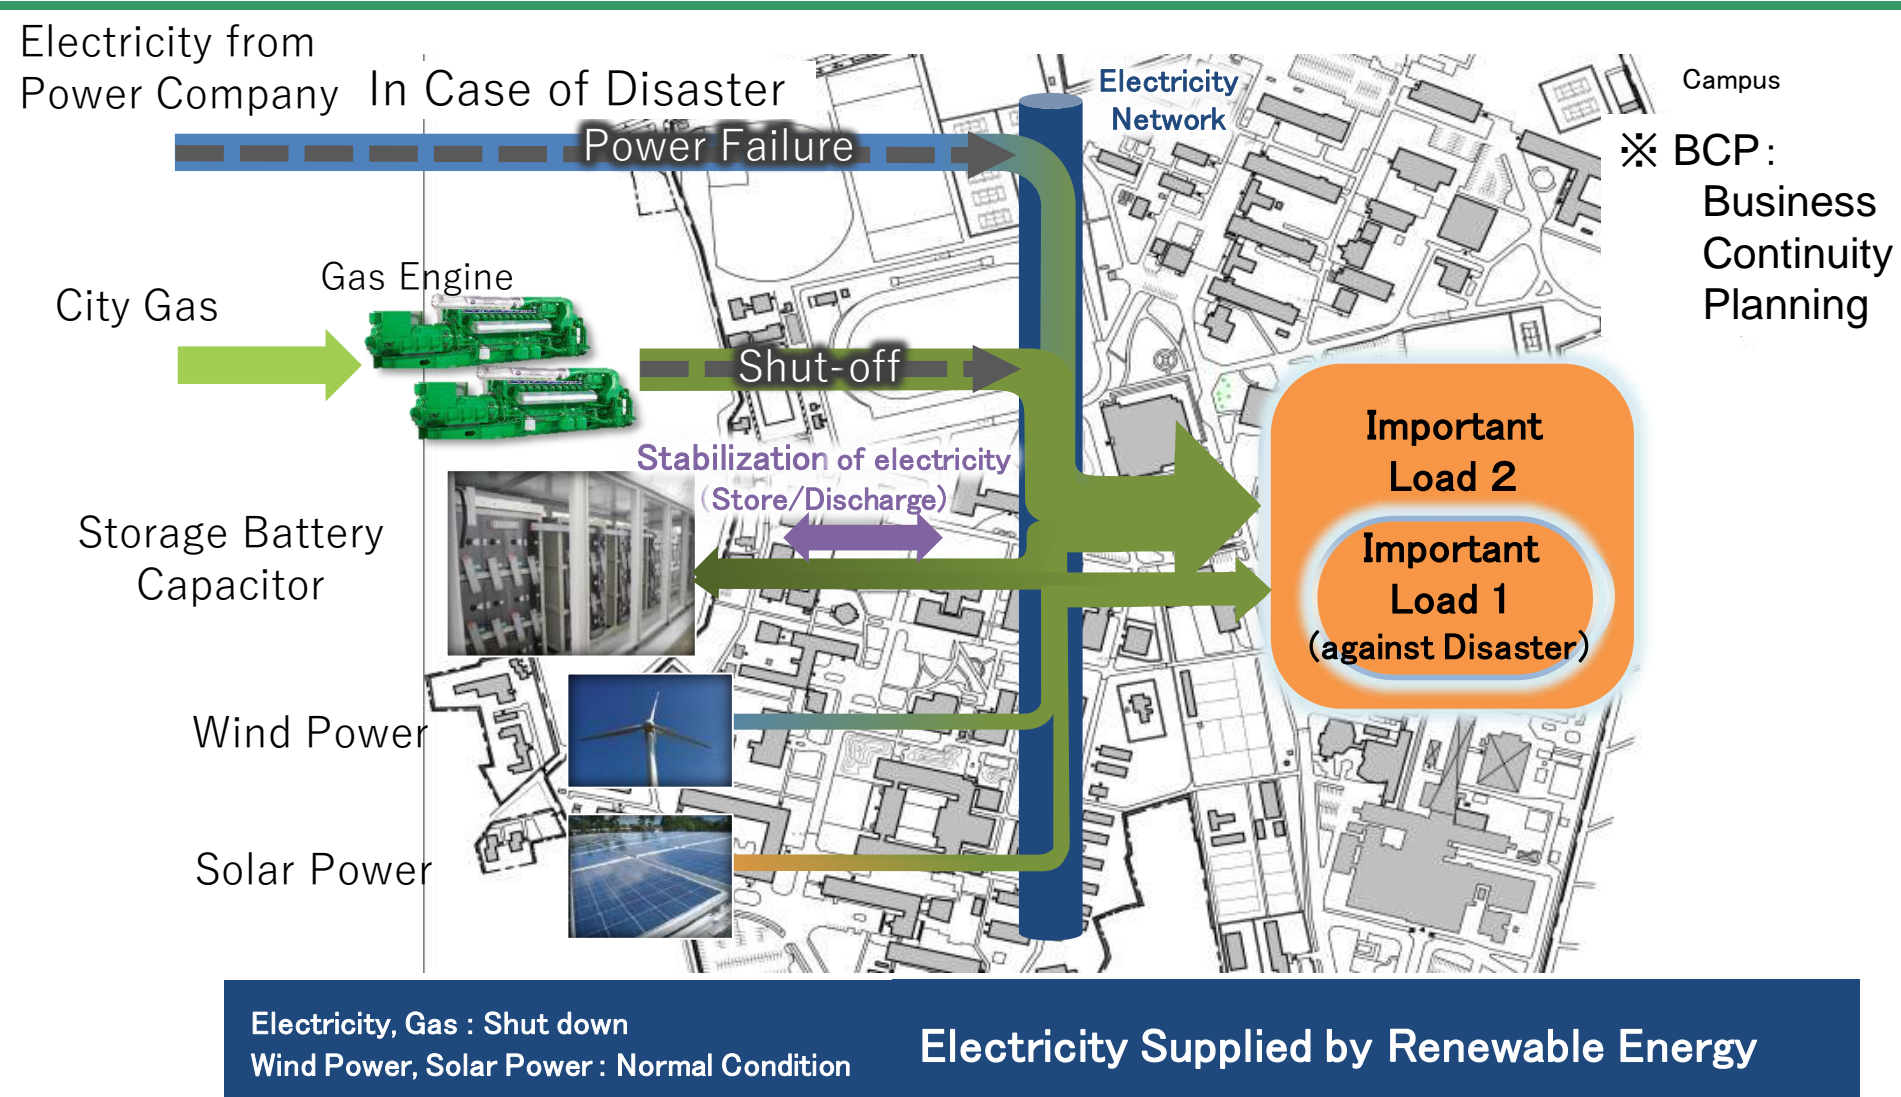 Electricity from
Power Company
In Case of Disaster
Power Failure
Electricity
Network
Campus
※ BCP:
Business
Continuity
Planning
Gas Engine
City Gas
Shut-off
Stabilization of electricity
(Store/Discharge)
Storage Battery
Capacitor
Important
Load 2
Important
Load 1
(against Disaster)
Wind Power
Solar Power
Electricity, Gas : Shut down
Wind Power, Solar Power : Normal Condition
Electricity Supplied by Renewable Energy